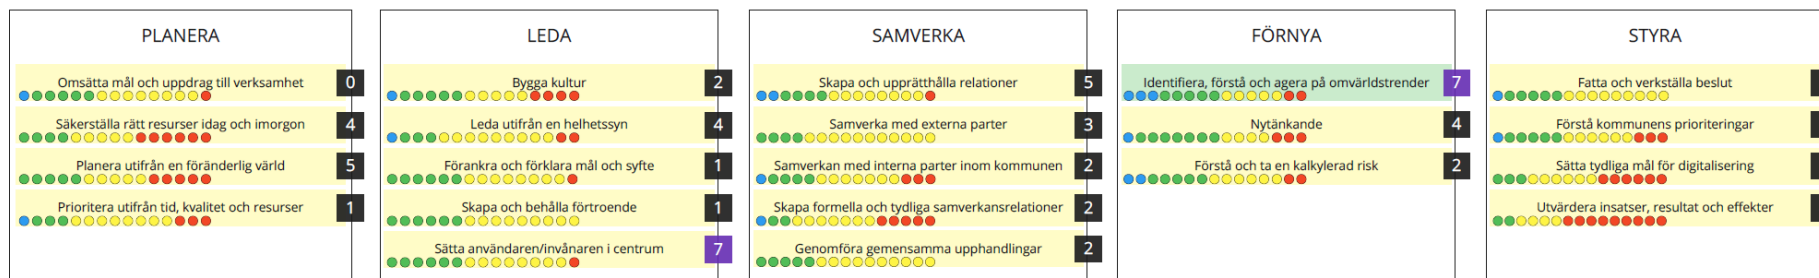 PLANERA
Omsätta mål och uppdrag till verksamhet 0
Säkerställa rätt resurser idag och imorgon 4
Planera utifrån en föränderlig värld 5
Prioritera utifrån tid, kvalitet och resurser 1
LEDA
Bygga kultur 2
Leda utifrån en helhetssyn 4
Förankra och förklara mål och syfte 1
Skapa och behålla förtroende 1
Sätta användaren/invånaren i centrum 7
SAMVERKA
Skapa och upprätthålla relationer 5
Samverka med externa parter 3
Samverkan med interna parter inom kommunen 2
Skapa formella och tydliga samverkansrelationer 2
Genomföra gemensamma upphandlingar 2
FÖRNYA
Identifiera, förstå och agera på omvärldstrender 7
Nytänkande 4
Förstå och ta en kalkylerad risk 2
STYRA
Fatta och verkställa beslut
Förstå kommunens prioriteringar
Sätta tydliga mål för digitalisering
Utvärdera insatser, resultat och effekter